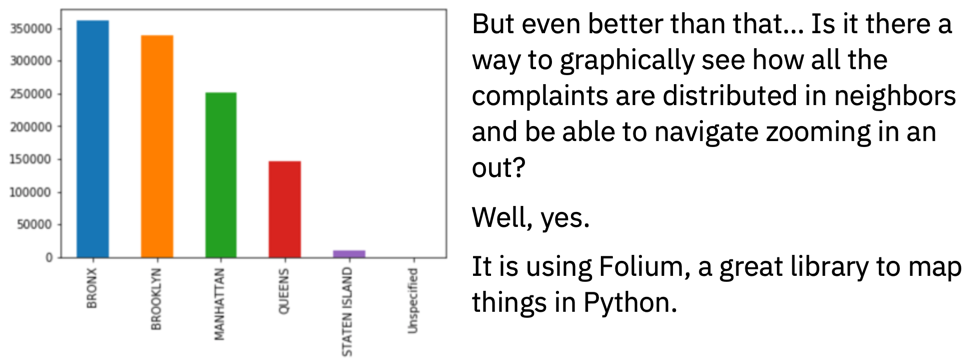 350000
300000
250000
200000
150000
100000
50000
0
BRONX
BROOKLYN
MANHATTAN
QUEENS
STATEN ISLAND
Unspecified
But even better than that... Is it there a
way to graphically see how all the
complaints are distributed in neighbors
and be able to navigate zooming in an
out?
Well, yes.
It is using Folium, a great library to map
things in Python.